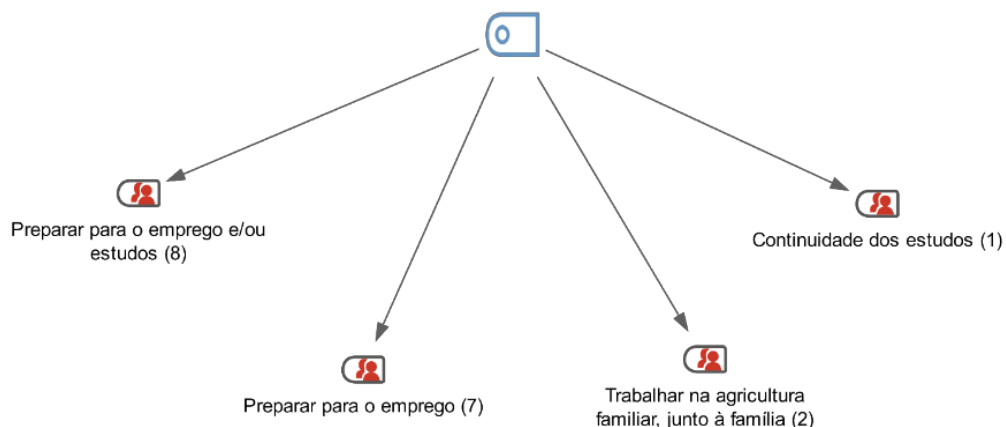 Preparar para o emprego e/ou
estudos (8)
Continuidade dos estudos (1)
Preparar para o emprego (7)
Trabalhar na agricultura
familiar, junto à família (2)